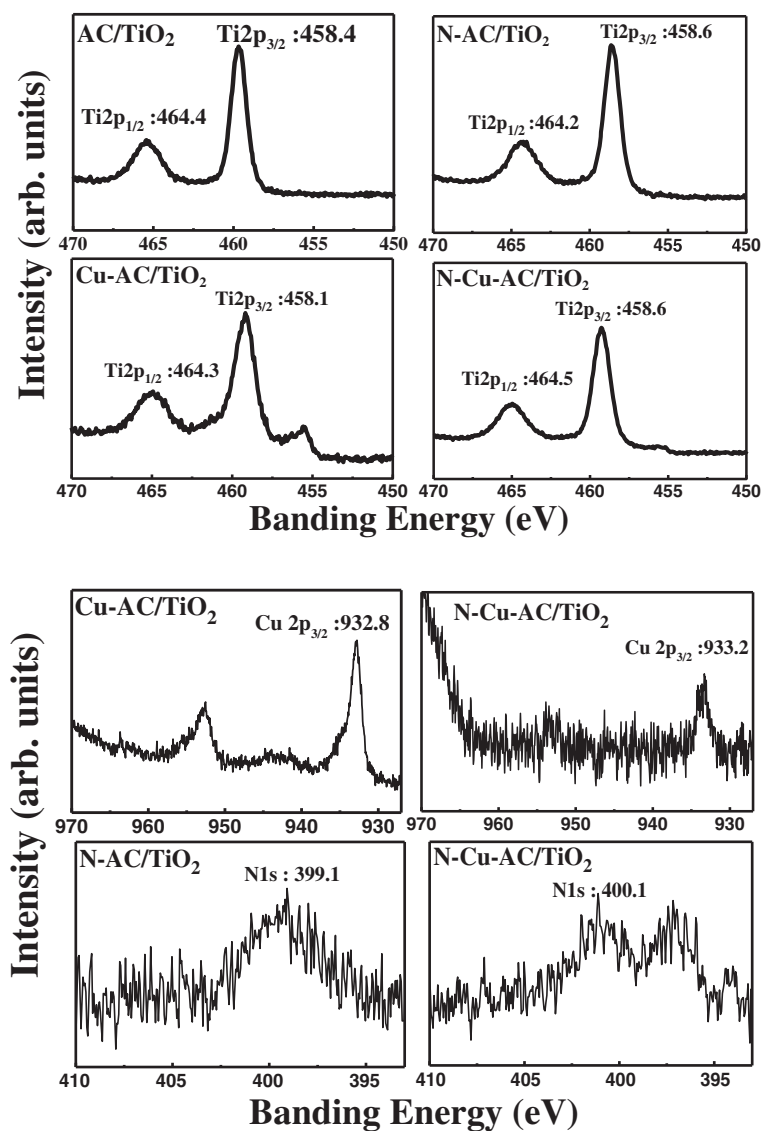 AC/TiO₂ Ti2p₃/₂ :458.4
Ti2p₁/₂ :464.4
470 465 460 455 450
N-AC/TiO₂ Ti2p₃/₂ :458.6
Ti2p₁/₂ :464.2
470 465 460 455 450
Cu-AC/TiO₂
Ti2p₃/₂ :458.1
Ti2p₁/₂ :464.3
470 465 460 455 450
N-Cu-AC/TiO₂
Ti2p₃/₂ :458.6
Ti2p₁/₂ :464.5
470 465 460 455 450
Intensity (arb. units)
Banding Energy (eV)
Cu-AC/TiO₂
Cu 2p₃/₂ :932.8
970 960 950 940 930
N-Cu-AC/TiO₂
Cu 2p₃/₂ :933.2
970 960 950 940 930
N-AC/TiO₂
N1s : 399.1
410 405 400 395
N-Cu-AC/TiO₂
N1s : 400.1
410 405 400 395
Intensity (arb. units)
Banding Energy (eV)